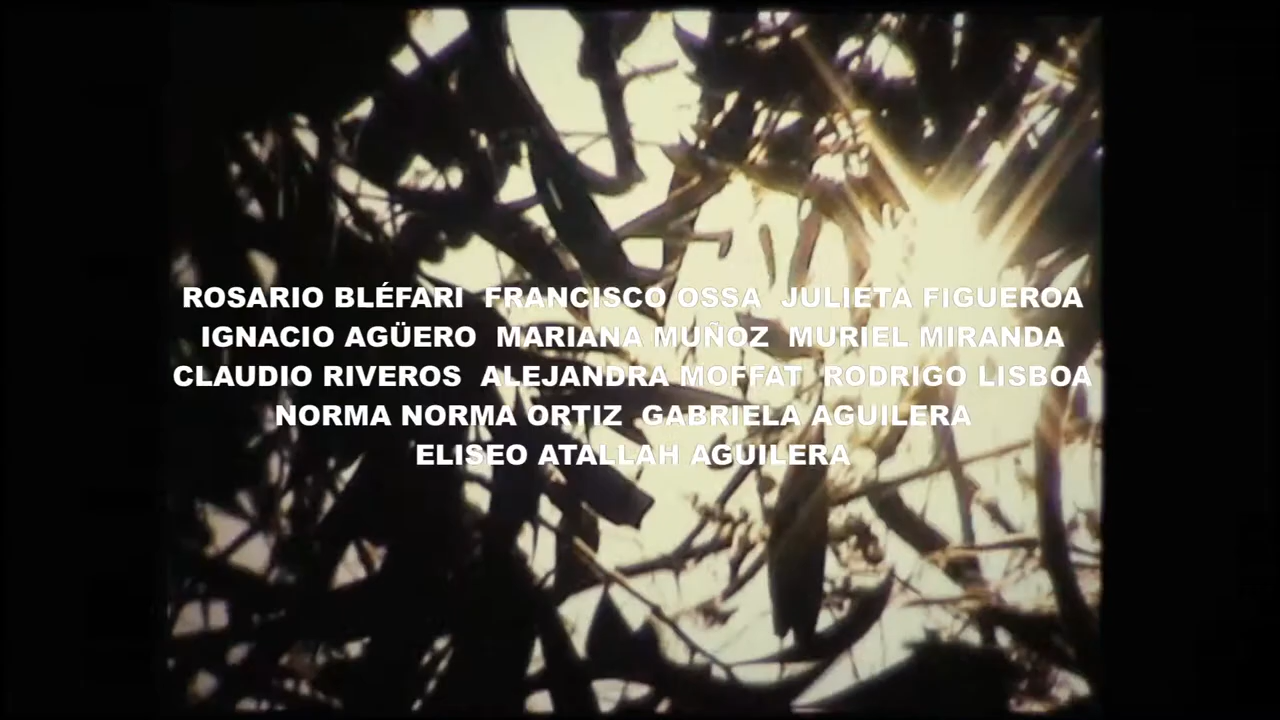 ROSARIO BLÉFARI FRANCISCO OSSA JULIETA FIGUEROA
IGNACIO AGÜERO MARIANA MUÑOZ MURIEL MIRANDA
CLAUDIO RIVEROS ALEJANDRA MOFFAT RODRIGO LISBOA
NORMA NORMA ORTIZ GABRIELA AGUILERA
ELISEO ATALLAH AGUILERA